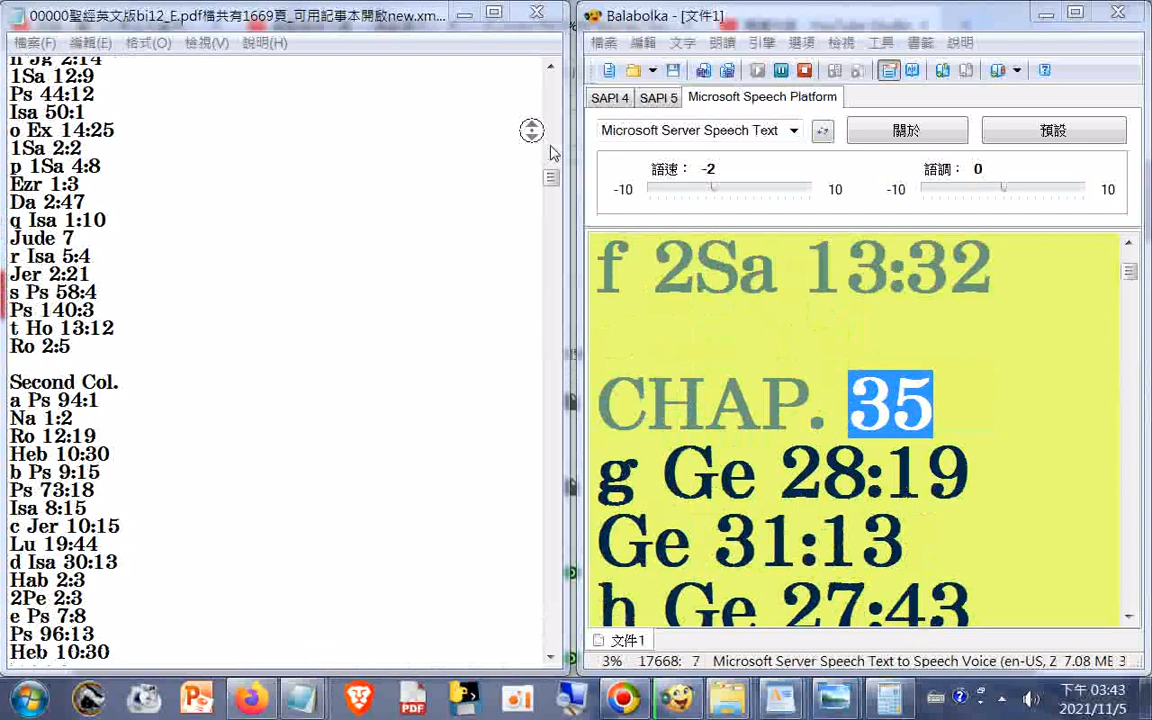 00000聖經英文版bi12_E.pdf檔共有1669頁_可用記事本開啟new.xm...
檔案(F) 編輯(E) 格式(O) 檢視(V) 說明(H)
n Jg 2:14
1Sa 12:9
Ps 44:12
Isa 50:1
o Ex 14:25
1Sa 2:2
p 1Sa 4:8
Ezr 1:3
Da 2:47
q Isa 1:10
Jude 7
r Isa 5:4
Jer 2:21
s Ps 58:4
Ps 140:3
t Ho 13:12
Ro 2:5
Second Col.
a Ps 94:1
Na 1:2
Ro 12:19
Heb 10:30
b Ps 9:15
Ps 73:18
Isa 8:15
c Jer 10:15
Lu 19:44
d Isa 30:13
Hab 2:3
2Pe 2:3
e Ps 7:8
Ps 96:13
Heb 10:30
Balabolka - [文件1]
檔案 編輯 文字 朗讀 引擎 選項 檢視 工具 書籤 說明
SAPI 4 SAPI 5 Microsoft Speech Platform
Microsoft Server Speech Text 關於 預設
語速： -2 語調： 0
-10 10 -10 10
f 2Sa 13:32
CHAP. 35
g Ge 28:19
Ge 31:13
h Ge 27:43
文件1
3% 17668: 7 Microsoft Server Speech Text to Speech Voice (en-US, Z 7.08 ME 3
PDF
下午 03:43
2021/11/5